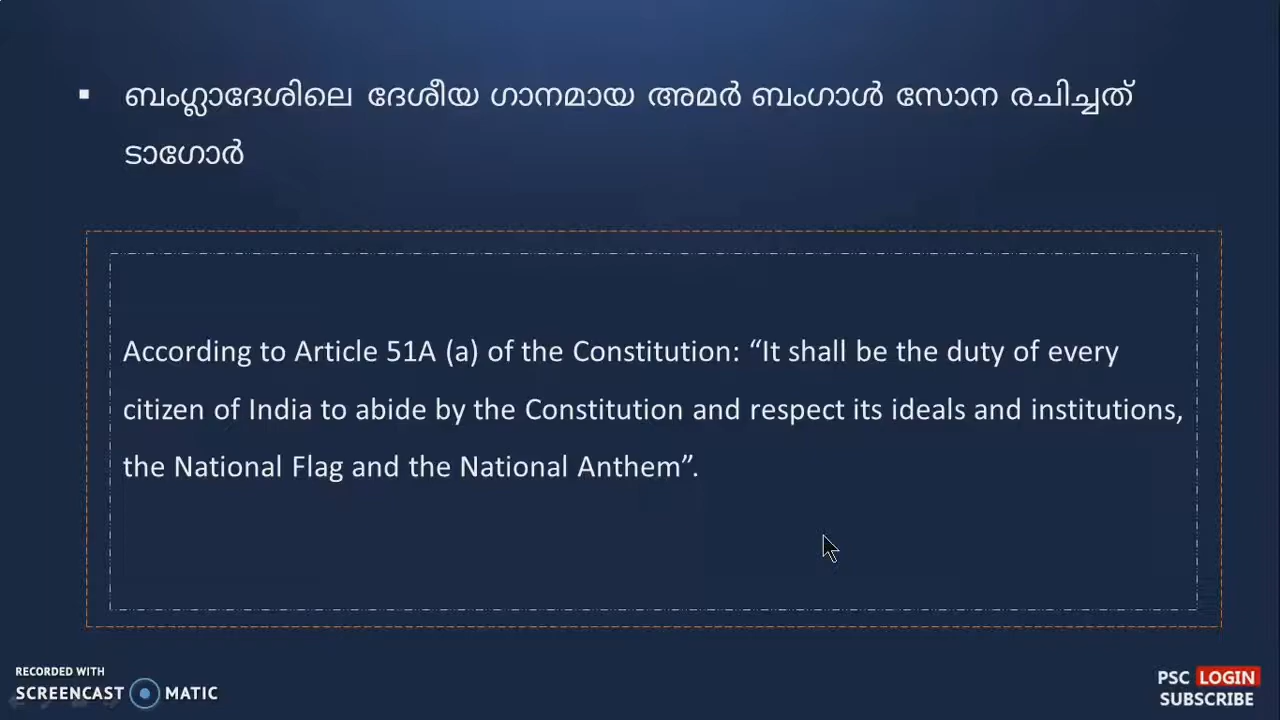 ▪ ബംഗ്ലാദേശിലെ ദേശീയ ഗാനമായ അമർ ബംഗാൾ സോന രചിച്ചത്
ടാഗോർ
According to Article 51A (a) of the Constitution: “It shall be the duty of every
citizen of India to abide by the Constitution and respect its ideals and institutions,
the National Flag and the National Anthem”.
RECORDED WITH
SCREENCAST MATIC
PSC LOGIN
SUBSCRIBE